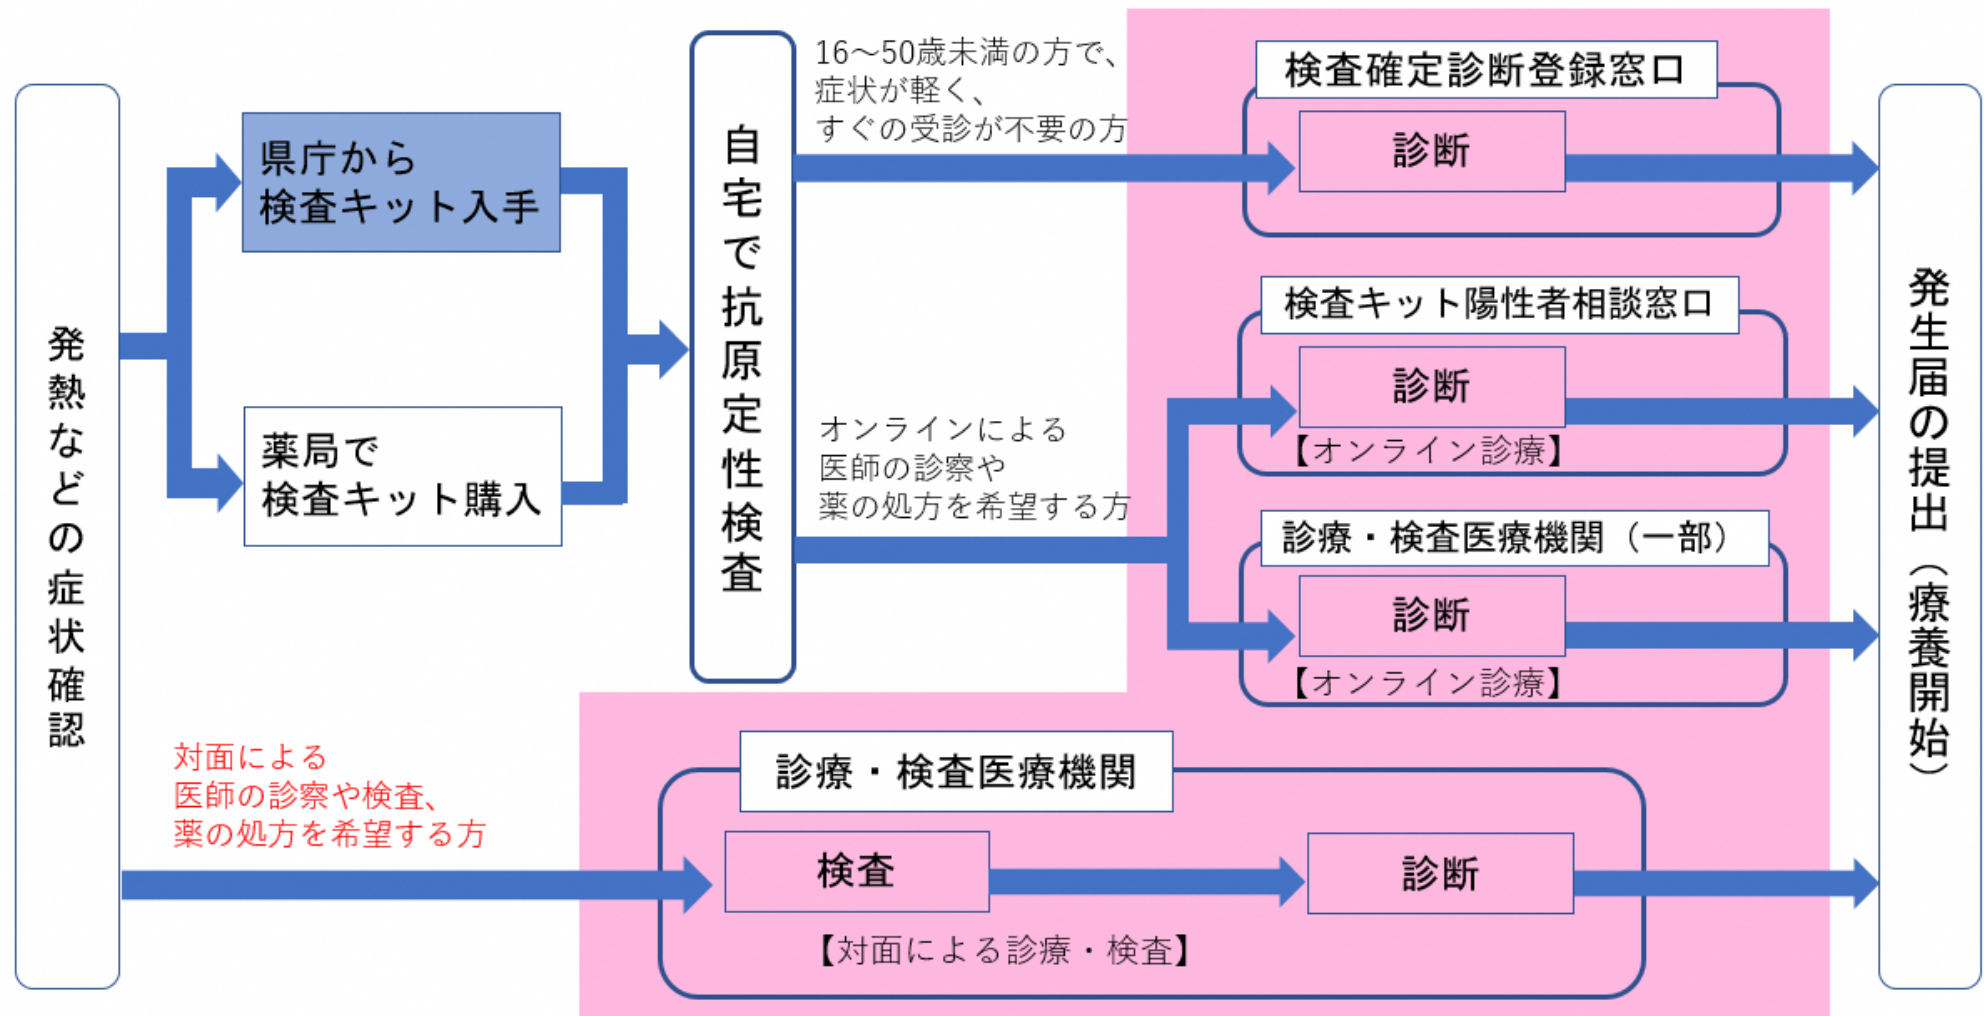 発熱などの症状確認
県庁から
検査キット入手
薬局で
検査キット購入
自宅で抗原定性検査
16～50歳未満の方で、
症状が軽く、
すぐの受診が不要の方
検査確定診断登録窓口
診断
オンラインによる
医師の診察や
薬の処方を希望する方
検査キット陽性者相談窓口
診断
【オンライン診療】
診療・検査医療機関（一部）
診断
【オンライン診療】
対面による
医師の診察や検査、
薬の処方を希望する方
診療・検査医療機関
検査
診断
【対面による診療・検査】
発生届の提出（療養開始）